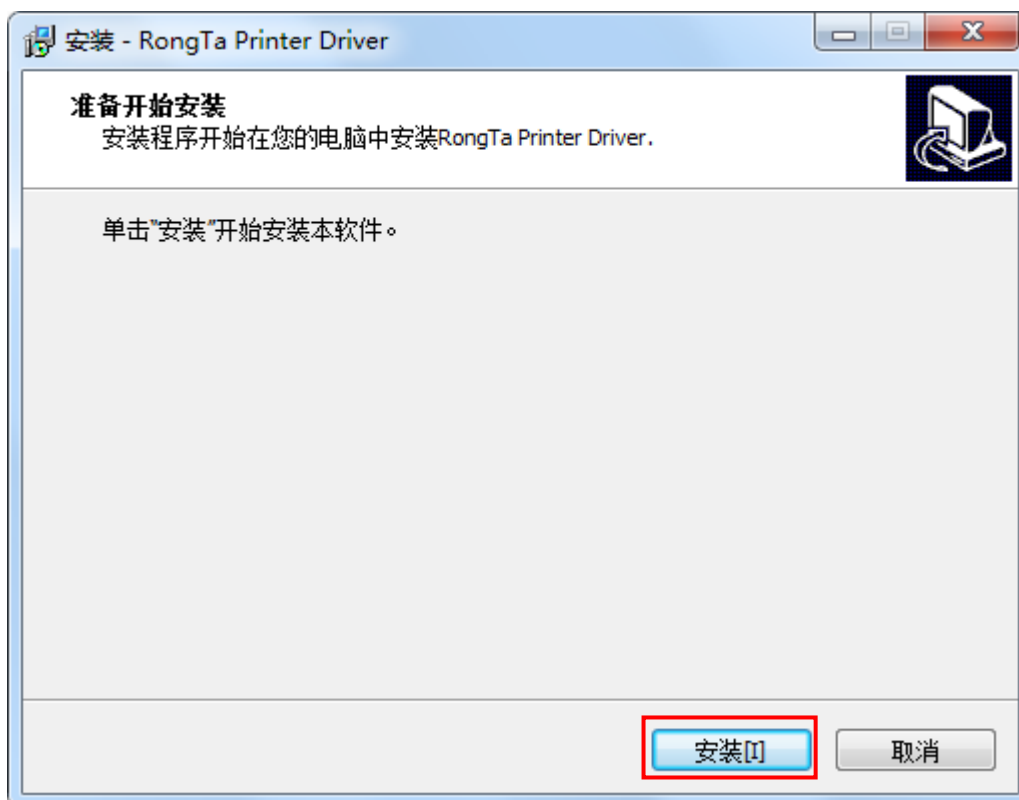 安装 - RongTa Printer Driver
准备开始安装
安装程序开始在您的电脑中安装RongTa Printer Driver.
单击"安装"开始安装本软件。
安装[I]
取消